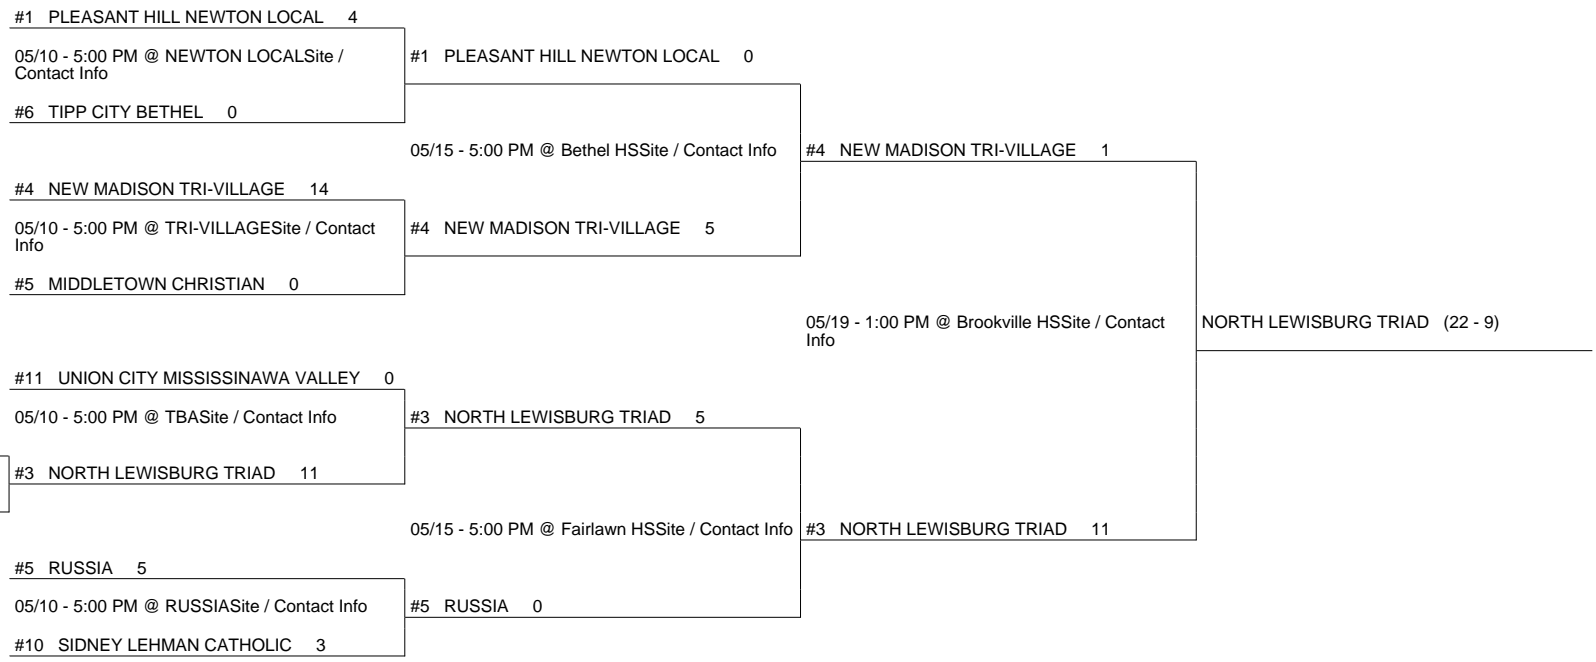 #1 PLEASANT HILL NEWTON LOCAL 4
05/10 - 5:00 PM @ NEWTON LOCALSite /
Contact Info
#6 TIPP CITY BETHEL 0
#1 PLEASANT HILL NEWTON LOCAL 0
05/15 - 5:00 PM @ Bethel HSSite / Contact Info
#4 NEW MADISON TRI-VILLAGE 1
#4 NEW MADISON TRI-VILLAGE 14
05/10 - 5:00 PM @ TRI-VILLAGESite / Contact
Info
#5 MIDDLETOWN CHRISTIAN 0
#4 NEW MADISON TRI-VILLAGE 5
05/19 - 1:00 PM @ Brookville HSSite / Contact
Info
NORTH LEWISBURG TRIAD (22 - 9)
#11 UNION CITY MISSISSINAWA VALLEY 0
05/10 - 5:00 PM @ TBASite / Contact Info
#3 NORTH LEWISBURG TRIAD 11
#3 NORTH LEWISBURG TRIAD 5
05/15 - 5:00 PM @ Fairlawn HSSite / Contact Info
#3 NORTH LEWISBURG TRIAD 11
#5 RUSSIA 5
05/10 - 5:00 PM @ RUSSIASite / Contact Info
#10 SIDNEY LEHMAN CATHOLIC 3
#5 RUSSIA 0